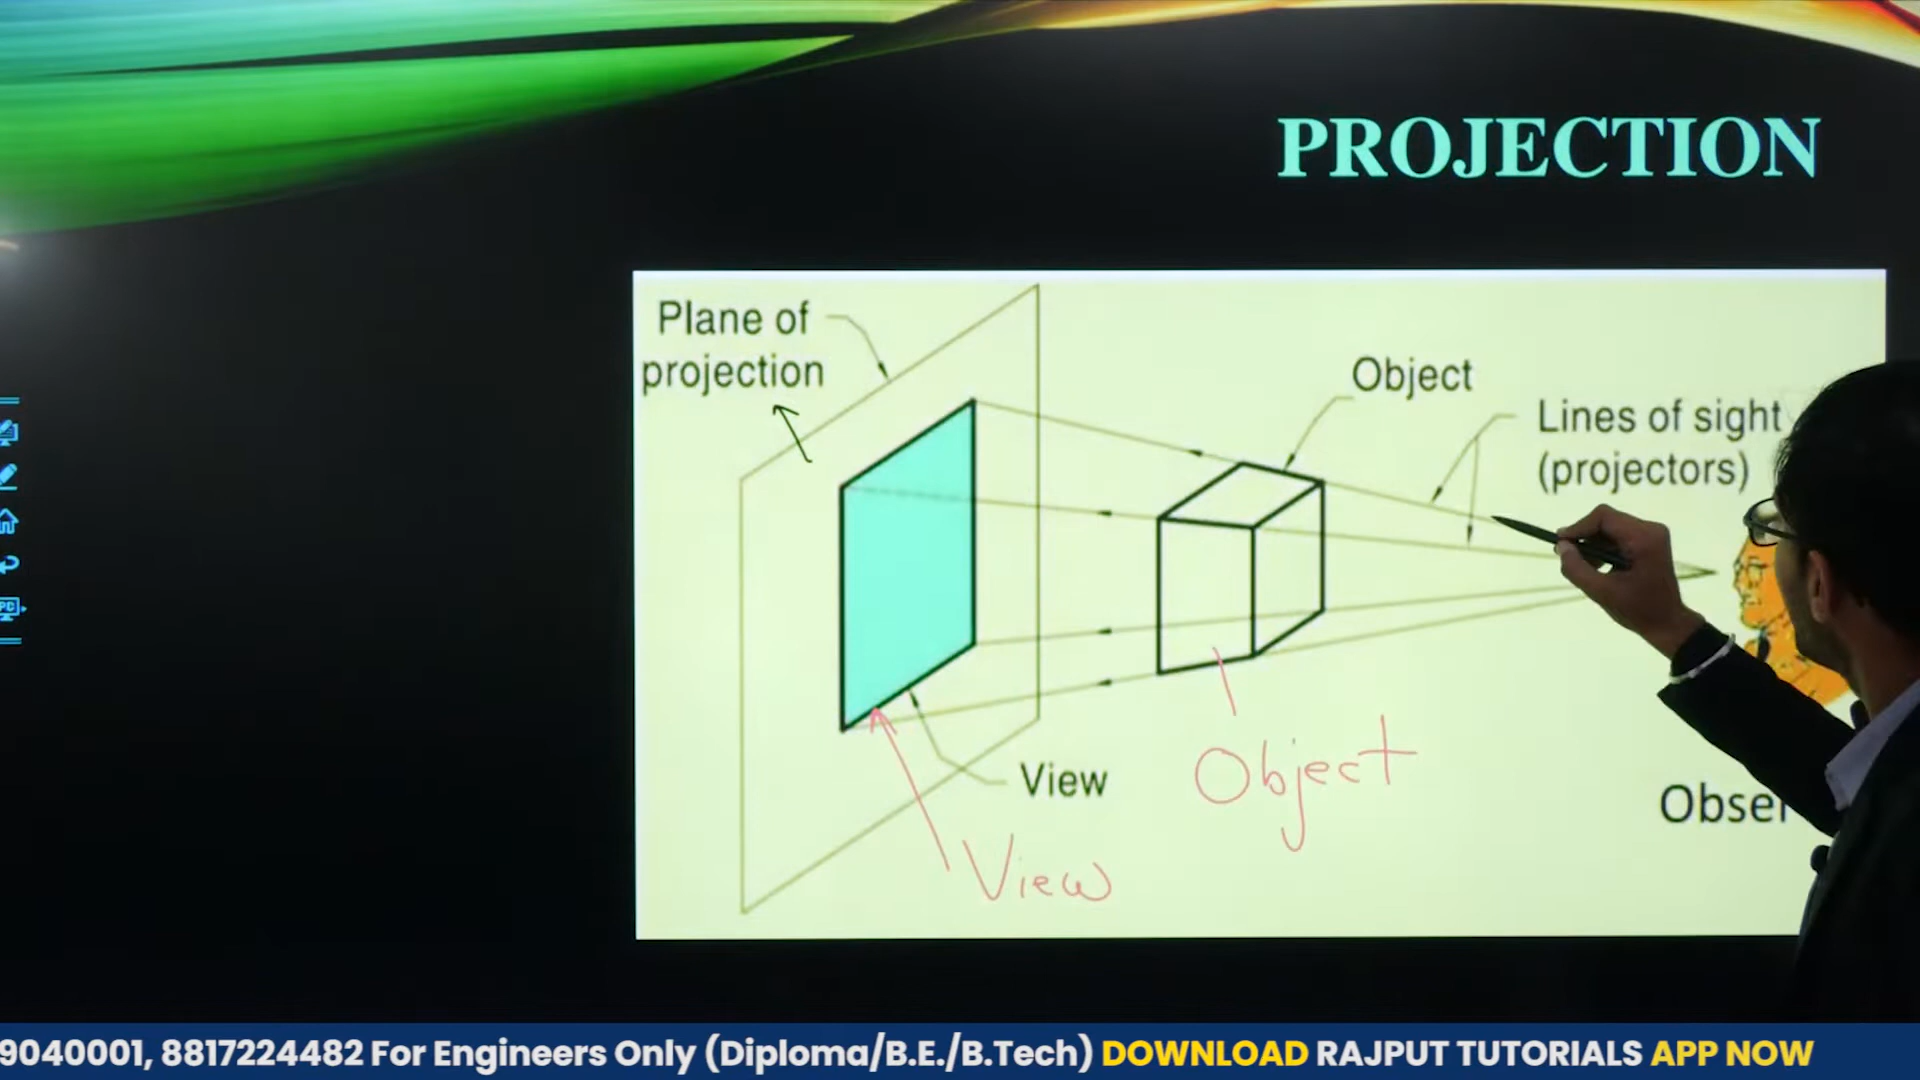 PROJECTION
Plane of
projection
Object
Lines of sight
(projectors)
View
Object
View
9040001, 8817224482 For Engineers Only (Diploma/B.E./B.Tech) DOWNLOAD RAJPUT TUTORIALS APP NOW